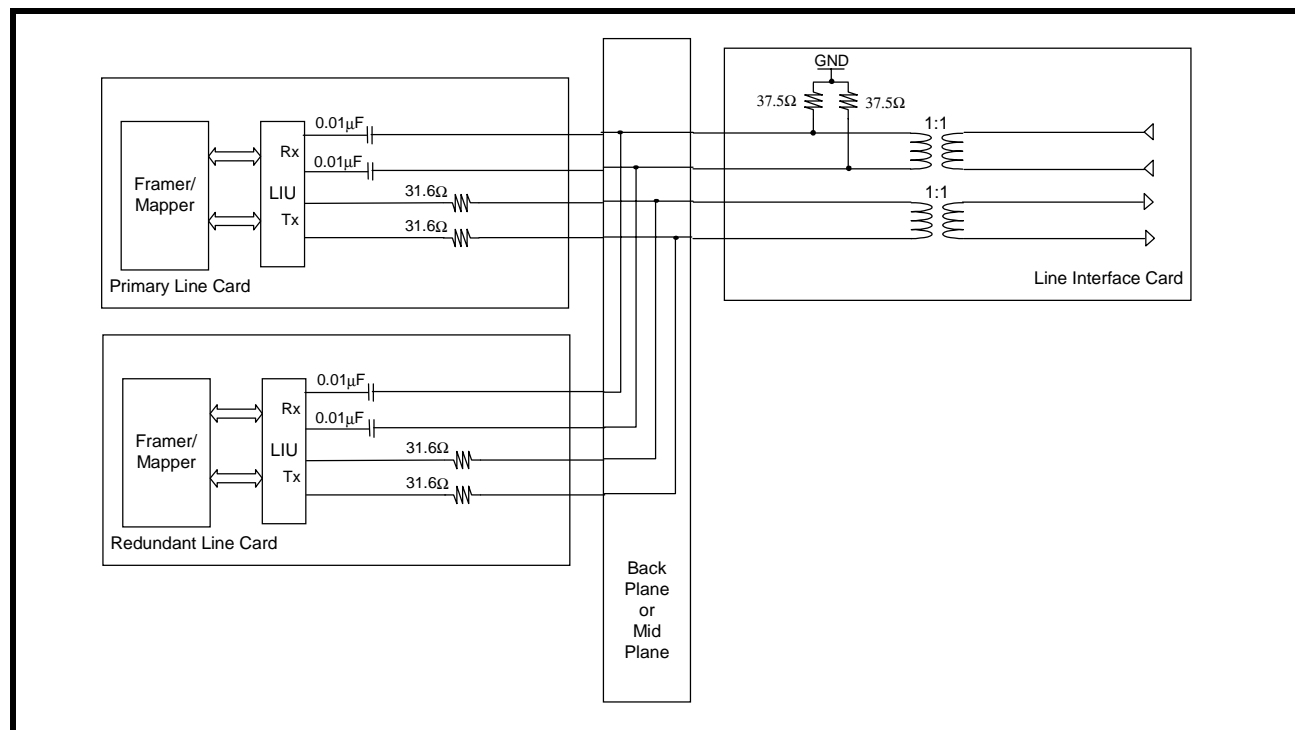 GND
37.5Ω
37.5Ω
1:1
0.01μF
Rx
0.01μF
Framer/
Mapper
LIU
31.6Ω
Tx
31.6Ω
1:1
Primary Line Card
Line Interface Card
0.01μF
Rx
0.01μF
Framer/
Mapper
LIU
31.6Ω
Tx
31.6Ω
Redundant Line Card
Back
Plane
or
Mid
Plane